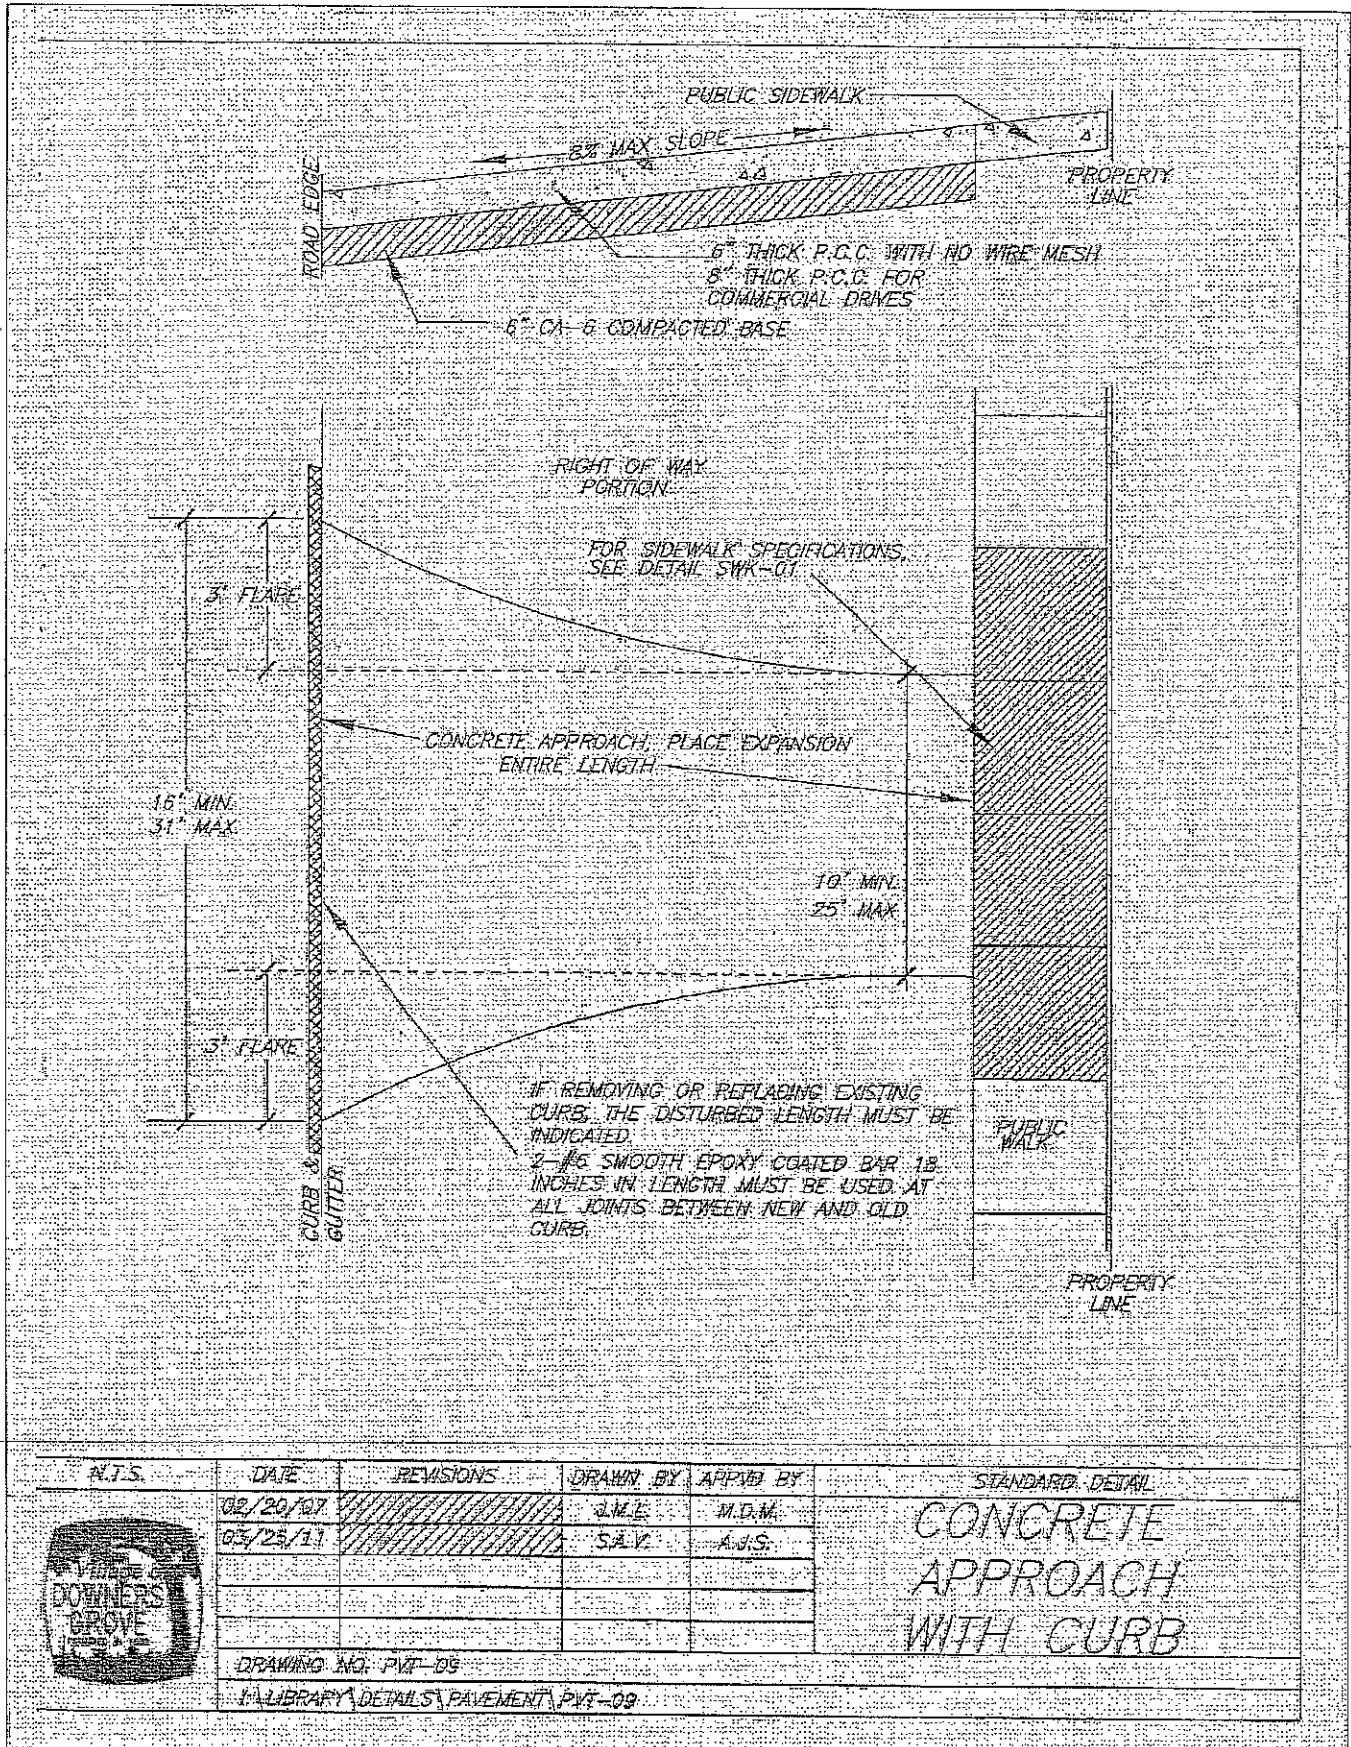 PUBLIC SIDEWALK
8% MAX SLOPE
ROAD EDGE
PROPERTY
LINE
6" THICK P.C.C. WITH NO WIRE MESH
8" THICK P.C.C. FOR
COMMERCIAL DRIVES
6" CA-6 COMPACTED BASE
RIGHT OF WAY
PORTION
FOR SIDEWALK SPECIFICATIONS,
SEE DETAIL SWK-01
3' FLARE
CONCRETE APPROACH, PLACE EXPANSION
ENTIRE LENGTH
16' MIN.
31' MAX
10' MIN.
25' MAX
3' FLARE
IF REMOVING OR REPLACING EXISTING
CURB, THE DISTURBED LENGTH MUST BE
INDICATED.
2-#6 SMOOTH EPOXY COATED BAR 18
INCHES IN LENGTH MUST BE USED AT
ALL JOINTS BETWEEN NEW AND OLD
CURB.
PUBLIC
WALK
CURB &
GUTTER
PROPERTY
LINE
N.T.S. DATE REVISIONS DRAWN BY APPVD BY STANDARD DETAIL
02/20/07 M.D.M.
S.A.V. A.J.S.
CONCRETE
APPROACH
WITH CURB
DOWNERS
GROVE
DRAWING NO. PVT-09
I:\LIBRARY\DETAILS\PAVEMENT\PVT-09